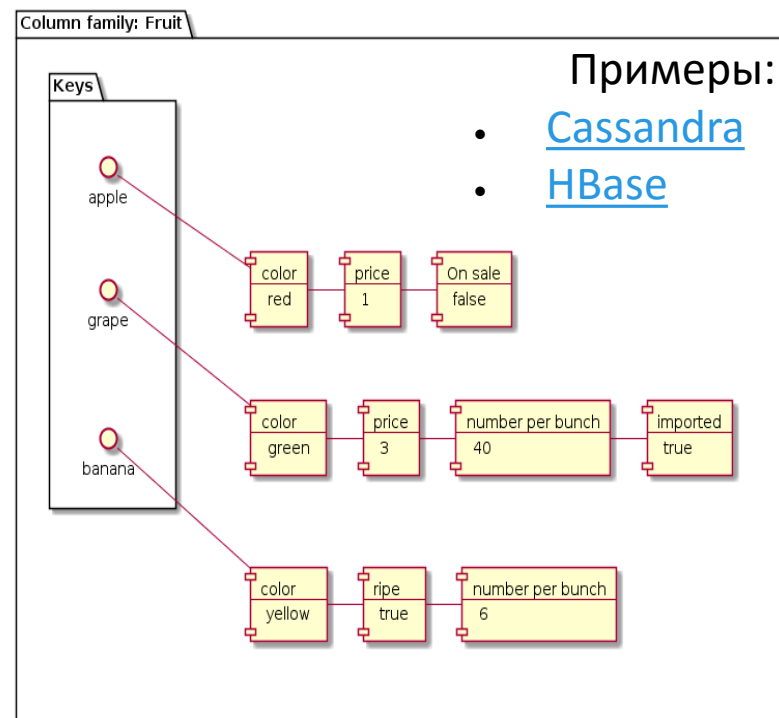 Column family: Fruit
Примеры:
• Cassandra
• HBase
Keys
apple
color
red
price
1
On sale
false
grape
color
green
price
3
number per bunch
40
imported
true
banana
color
yellow
ripe
true
number per bunch
6